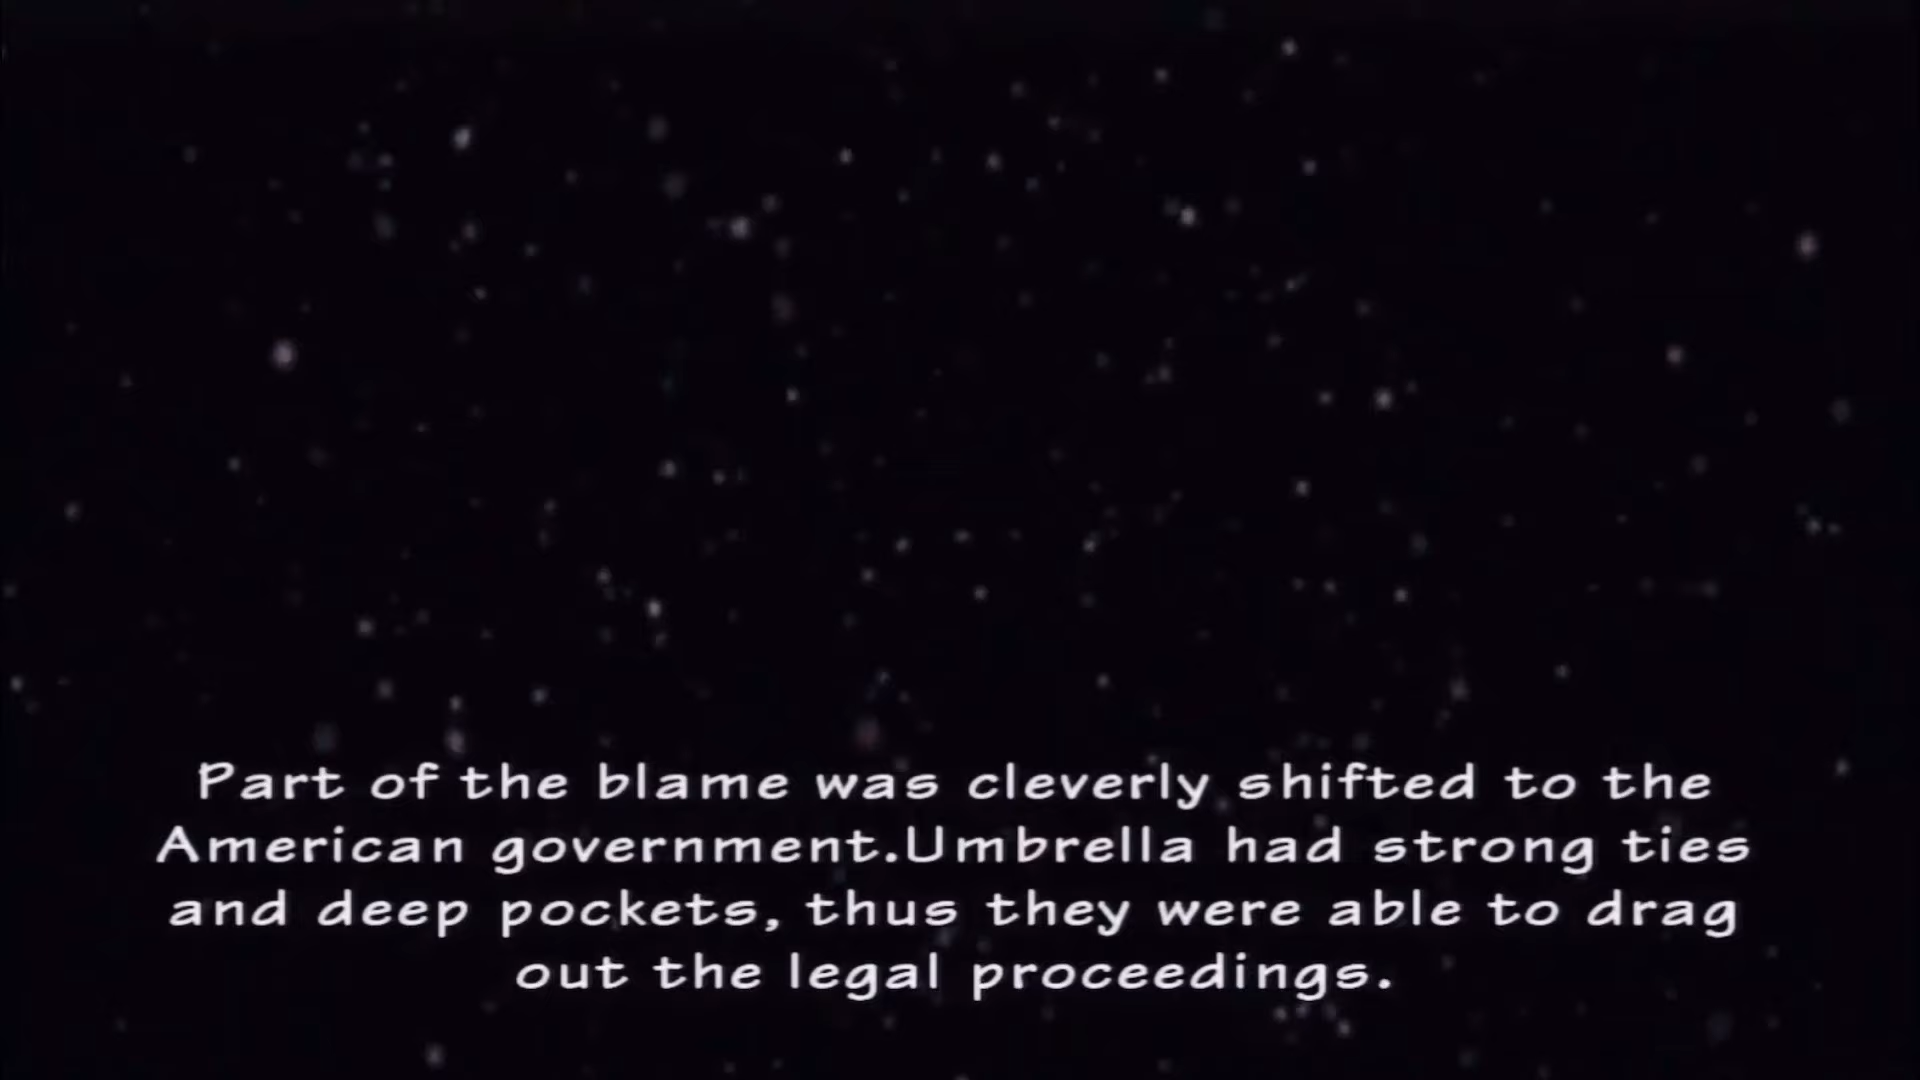 Part of the blame was cleverly shifted to the
American government.Umbrella had strong ties
and deep pockets, thus they were able to drag
out the legal proceedings.